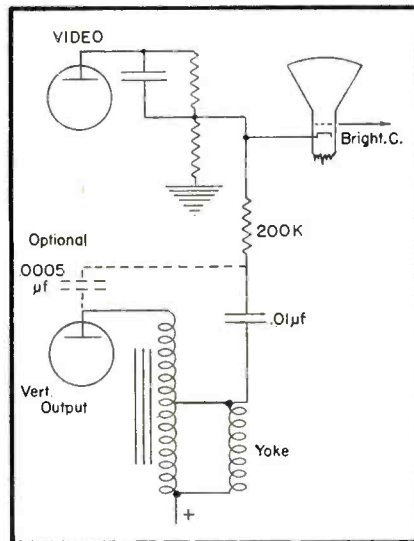 VIDEO
Bright. C.
200K
Optional
.0005
µf
.01µf
Vert.
Output
Yoke
+